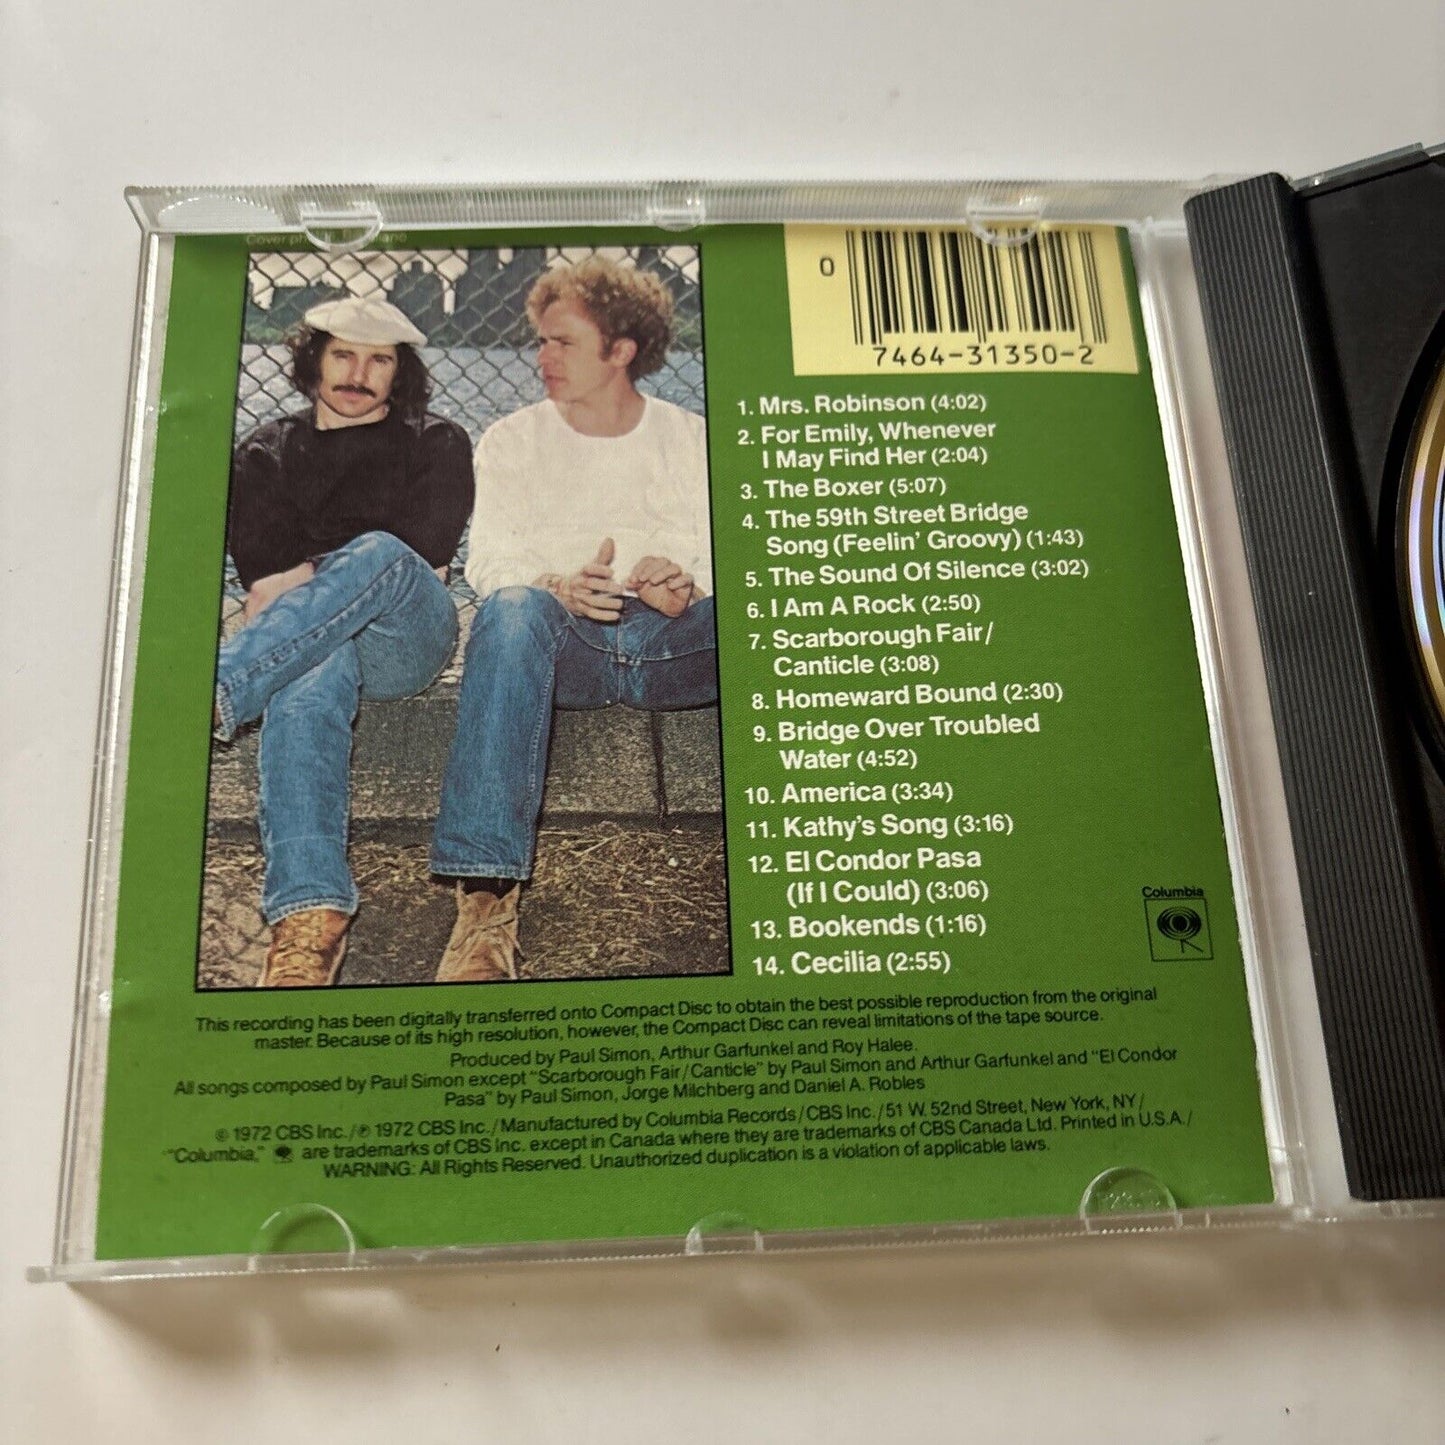 Cover
0
7464-31350-2
1. Mrs. Robinson (4:02)
2. For Emily, Whenever
I May Find Her (2:04)
3. The Boxer (5:07)
4. The 59th Street Bridge
Song (Feelin' Groovy) (1:43)
5. The Sound Of Silence (3:02)
6. I Am A Rock (2:50)
7. Scarborough Fair/
Canticle (3:08)
8. Homeward Bound (2:30)
9. Bridge Over Troubled
Water (4:52)
10. America (3:34)
11. Kathy's Song (3:16)
12. El Condor Pasa
(If I Could) (3:06)
13. Bookends (1:16)
14. Cecilia (2:55)
Columbia
This recording has been digitally transferred onto Compact Disc to obtain the best possible reproduction from the original
master. Because of its high resolution, however, the Compact Disc can reveal limitations of the tape source.
Produced by Paul Simon, Arthur Garfunkel and Roy Halee.
All songs composed by Paul Simon except "Scarborough Fair/Canticle" by Paul Simon and Arthur Garfunkel and "El Condor
Pasa" by Paul Simon, Jorge Milchberg and Daniel A. Robles
© 1972 CBS Inc./℗ 1972 CBS Inc./Manufactured by Columbia Records/CBS Inc./51 W. 52nd Street, New York, NY/
"Columbia," are trademarks of CBS Inc. except in Canada where they are trademarks of CBS Canada Ltd. Printed in U.S.A./
WARNING: All Rights Reserved. Unauthorized duplication is a violation of applicable laws.